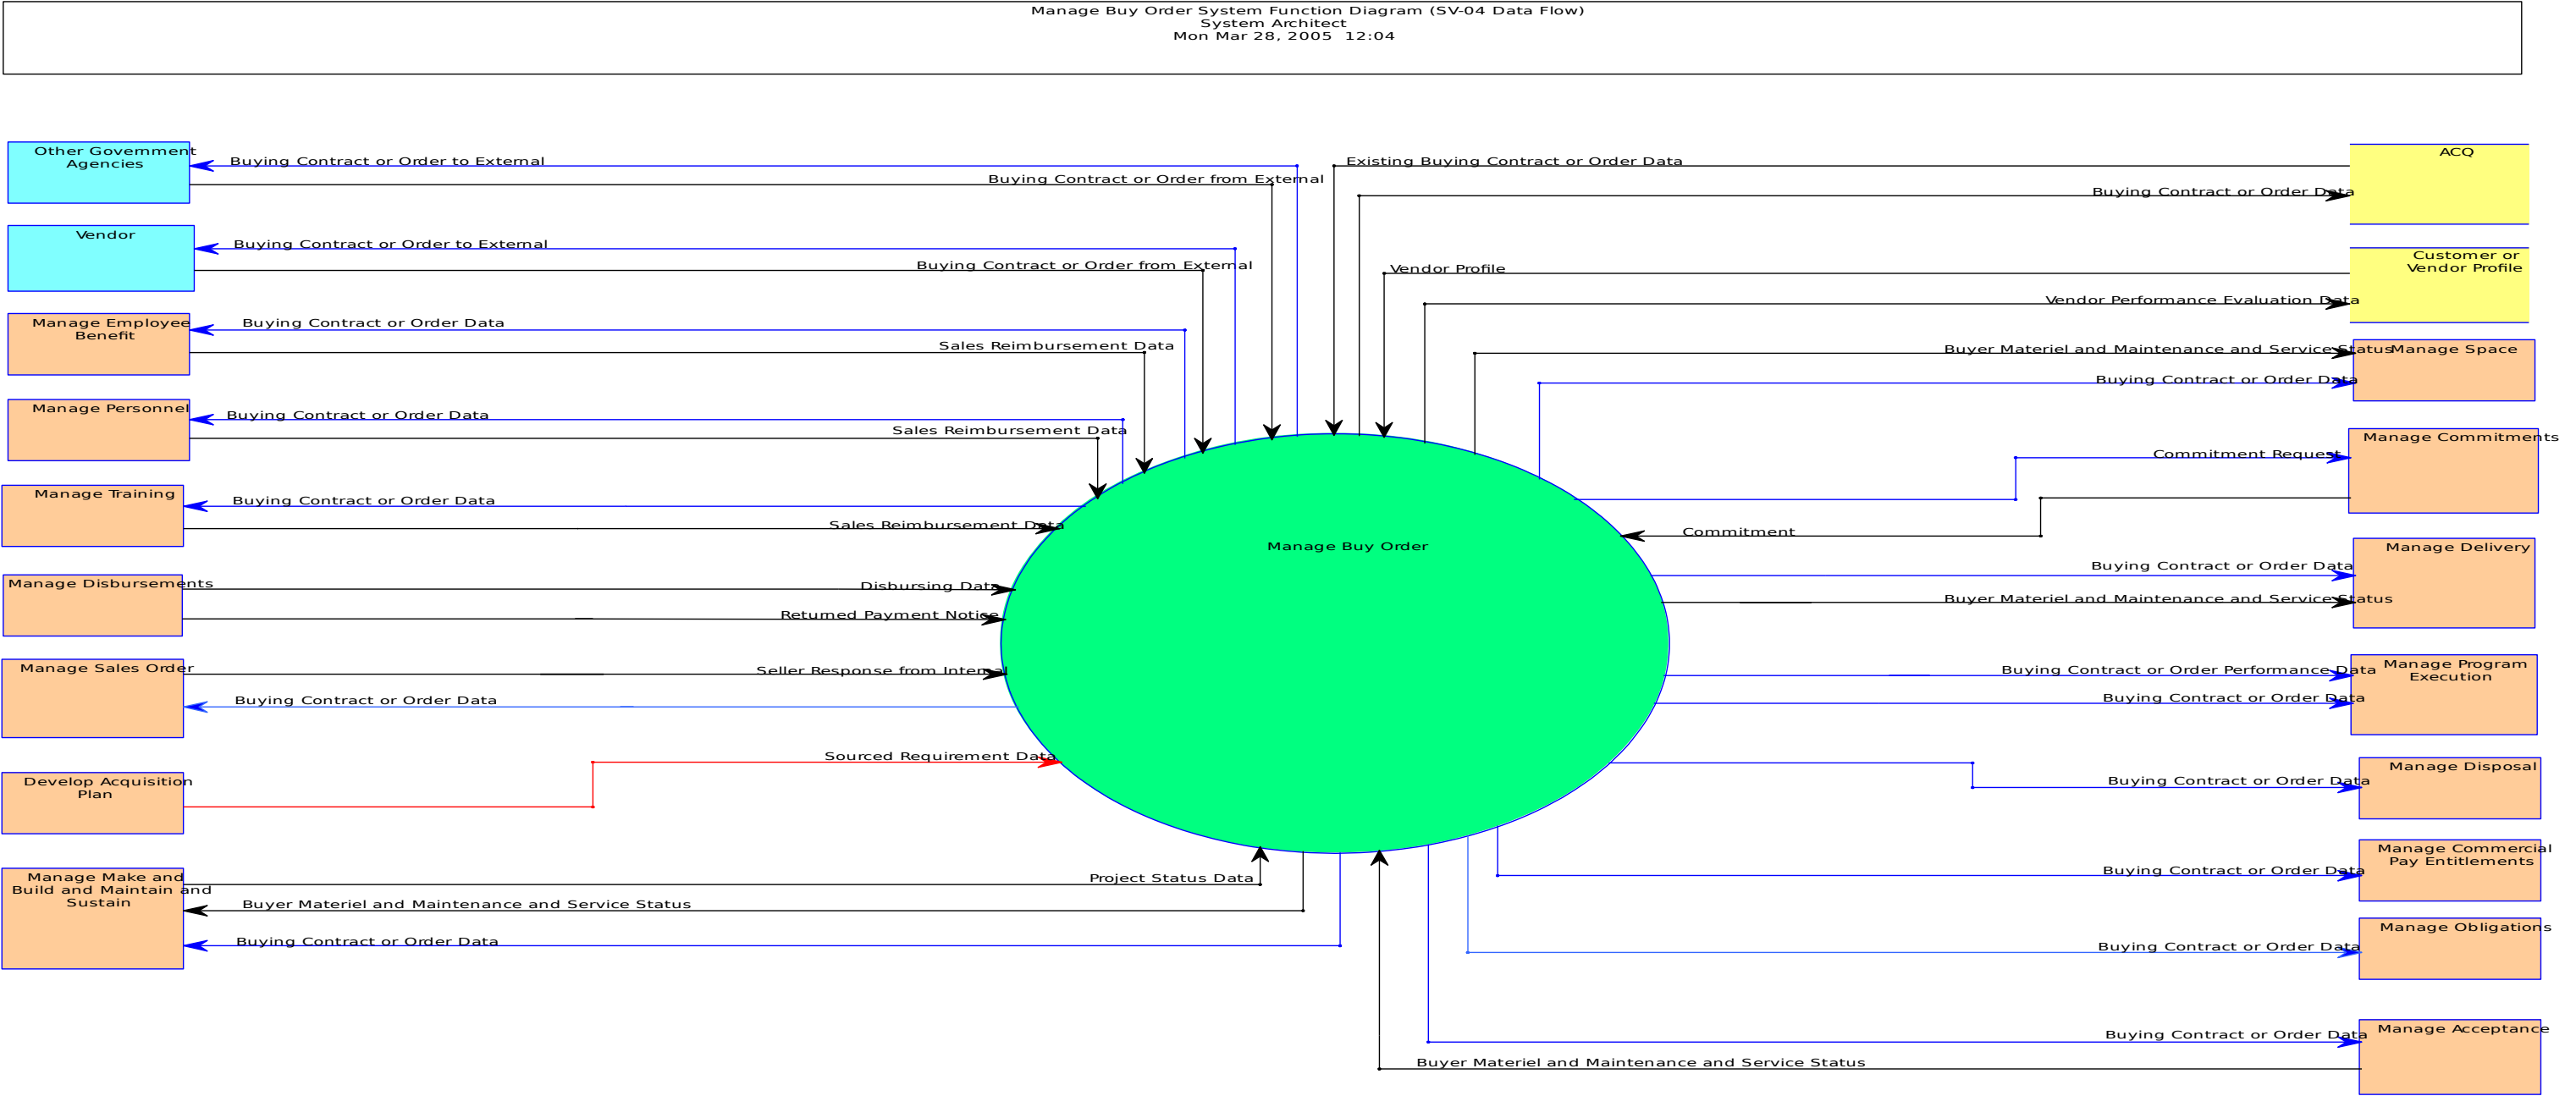 Manage Buy Order System Function Diagram (SV-04 Data Flow)
System Architect
Mon Mar 28, 2005  12:04
Other Government
Agencies
Buying Contract or Order to External
Buying Contract or Order from External
Vendor
Buying Contract or Order to External
Buying Contract or Order from External
Manage Employee
Benefit
Buying Contract or Order Data
Sales Reimbursement Data
Manage Personnel
Buying Contract or Order Data
Sales Reimbursement Data
Manage Training
Buying Contract or Order Data
Sales Reimbursement Data
Manage Disbursements
Disbursing Data
Returned Payment Notice
Manage Sales Order
Seller Response from Internal
Buying Contract or Order Data
Develop Acquisition
Plan
Sourced Requirement Data
Manage Make and
Build and Maintain and
Sustain
Project Status Data
Buyer Materiel and Maintenance and Service Status
Buying Contract or Order Data
Manage Buy Order
Existing Buying Contract or Order Data
ACQ
Buying Contract or Order Data
Vendor Profile
Customer or
Vendor Profile
Vendor Performance Evaluation Data
Buyer Materiel and Maintenance and Service Status
Manage Space
Buying Contract or Order Data
Manage Commitments
Commitment Request
Commitment
Manage Delivery
Buying Contract or Order Data
Buyer Materiel and Maintenance and Service Status
Manage Program
Execution
Buying Contract or Order Performance Data
Buying Contract or Order Data
Manage Disposal
Buying Contract or Order Data
Manage Commercial
Pay Entitlements
Buying Contract or Order Data
Manage Obligations
Buying Contract or Order Data
Manage Acceptance
Buying Contract or Order Data
Buyer Materiel and Maintenance and Service Status